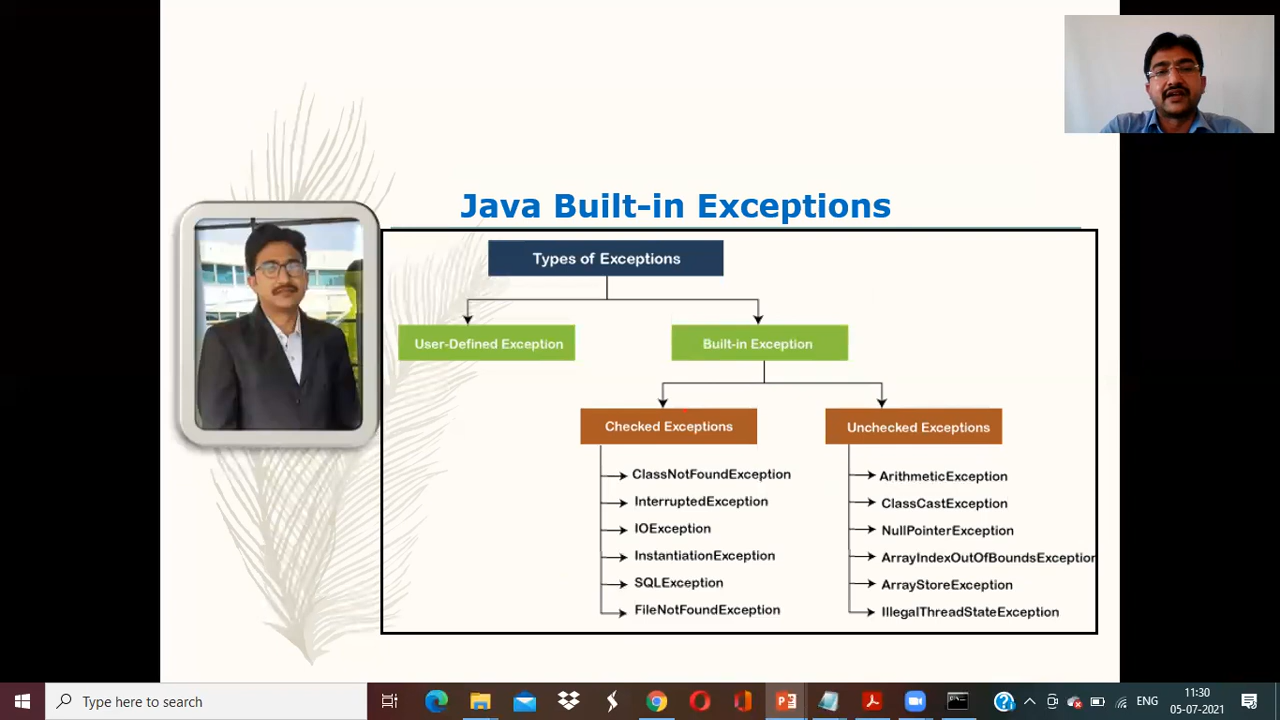 Java Built-in Exceptions
Types of Exceptions
User-Defined Exception
Built-in Exception
Checked Exceptions
Unchecked Exceptions
ClassNotFoundException
InterruptedException
IOException
InstantiationException
SQLException
FileNotFoundException
ArithmeticException
ClassCastException
NullPointerException
ArrayIndexOutOfBoundsException
ArrayStoreException
IllegalThreadStateException
Type here to search
ENG
11:30
05-07-2021